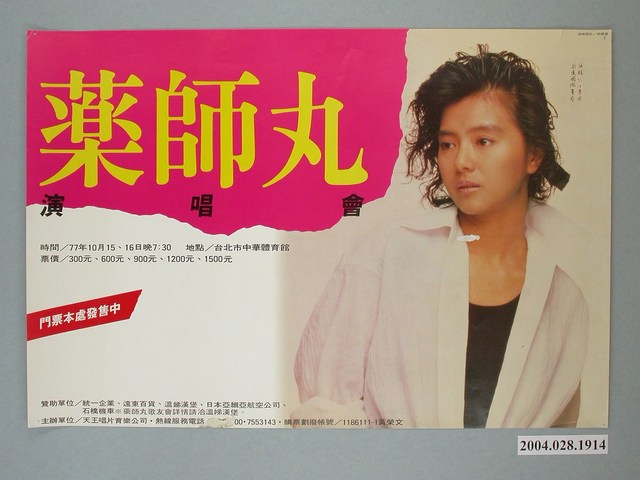 薬師丸
演唱會
時間／77年10月15、16日晚7:30　地點／台北市中華體育館
票價／300元、600元、900元、1200元、1500元
門票本處發售中
贊助單位／統一企業、遠東百貨、溫娣漢堡、日本亞細亞航空公司、
石橋機車※藥師丸歌友會詳情請洽溫娣漢堡。
主辦單位／天王唱片音樂公司・熱線服務電話
00・7553143・購票劃撥帳號／1186111-1黃榮文
2004.028.1914